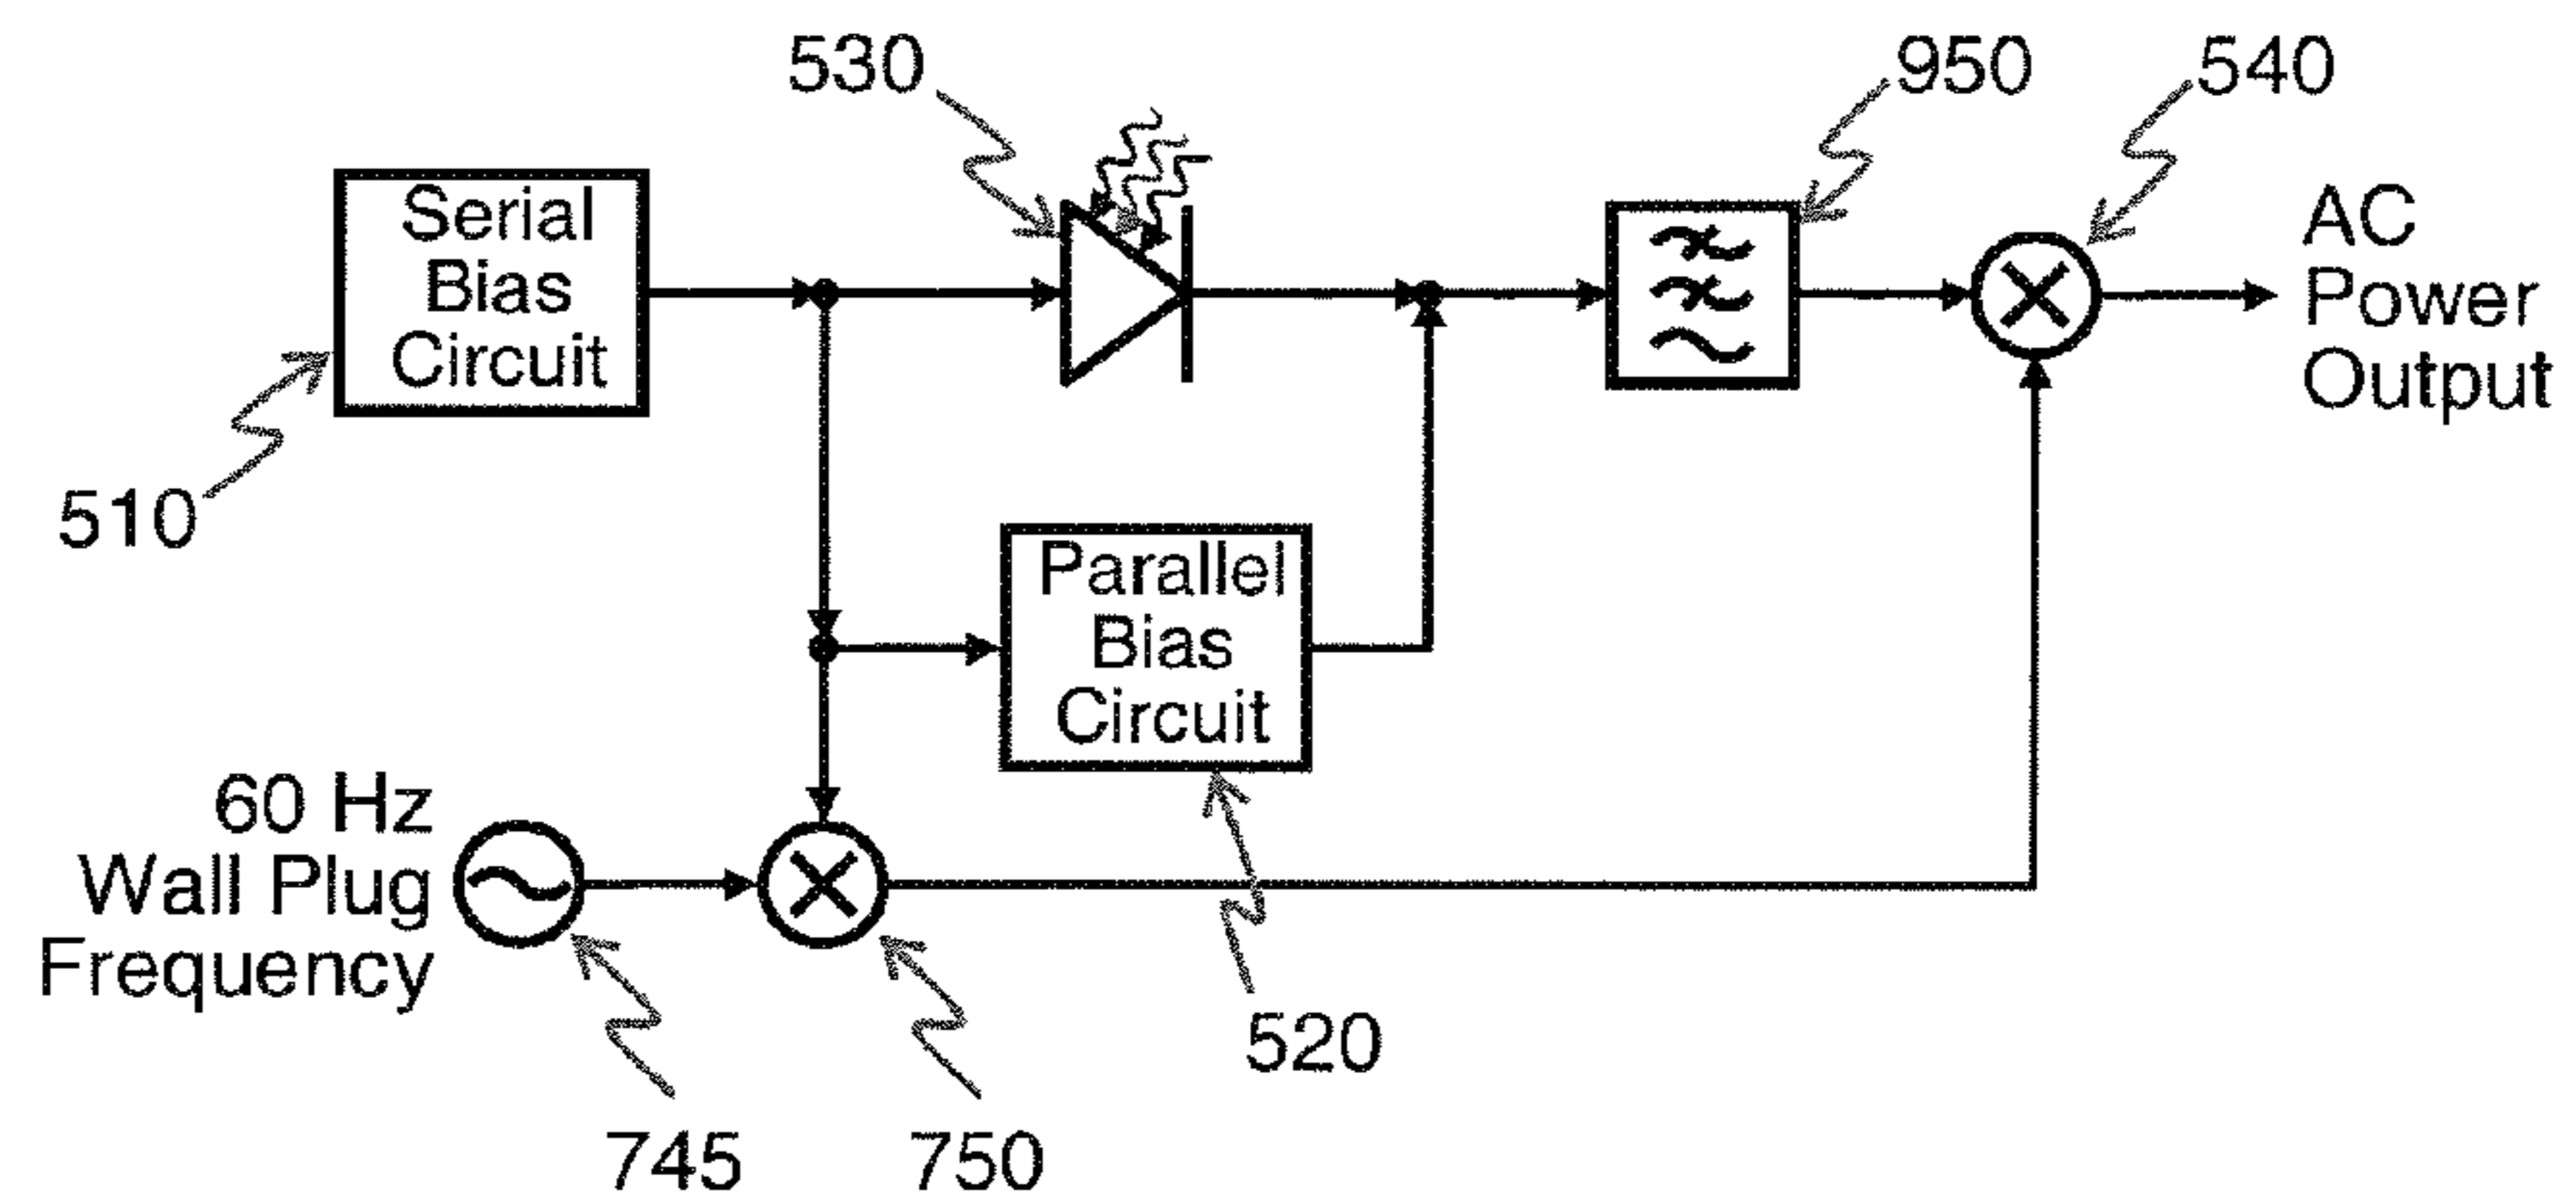 530
950
540
Serial
Bias
Circuit
AC
Power
Output
510
Parallel
Bias
Circuit
60 Hz
Wall Plug
Frequency
520
745
750